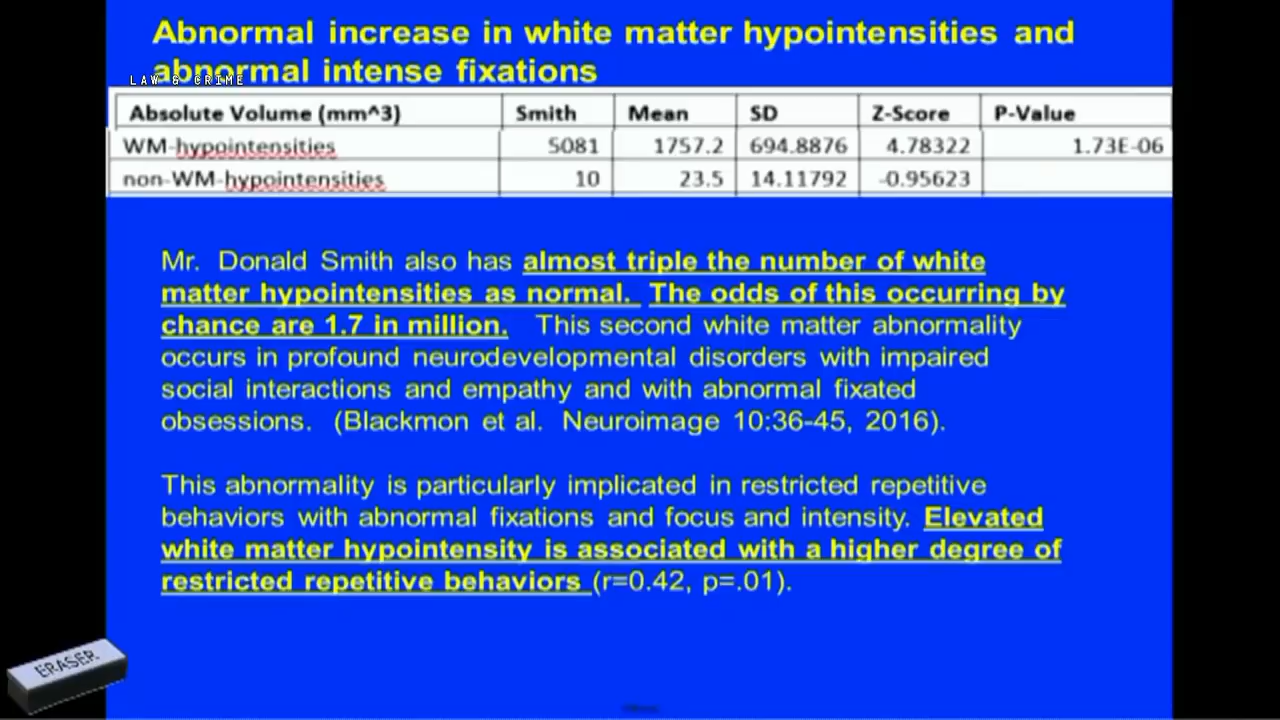 Abnormal increase in white matter hypointensities and
abnormal intense fixations
LAW & CRIME
Absolute Volume (mm^3) Smith Mean SD Z-Score P-Value
WM-hypointensities 5081 1757.2 694.8876 4.78322 1.73E-06
non-WM-hypointensities 10 23.5 14.11792 -0.95623
Mr. Donald Smith also has almost triple the number of white
matter hypointensities as normal. The odds of this occurring by
chance are 1.7 in million. This second white matter abnormality
occurs in profound neurodevelopmental disorders with impaired
social interactions and empathy and with abnormal fixated
obsessions. (Blackmon et al. Neuroimage 10:36-45, 2016).
This abnormality is particularly implicated in restricted repetitive
behaviors with abnormal fixations and focus and intensity. Elevated
white matter hypointensity is associated with a higher degree of
restricted repetitive behaviors (r=0.42, p=.01).
ERASER